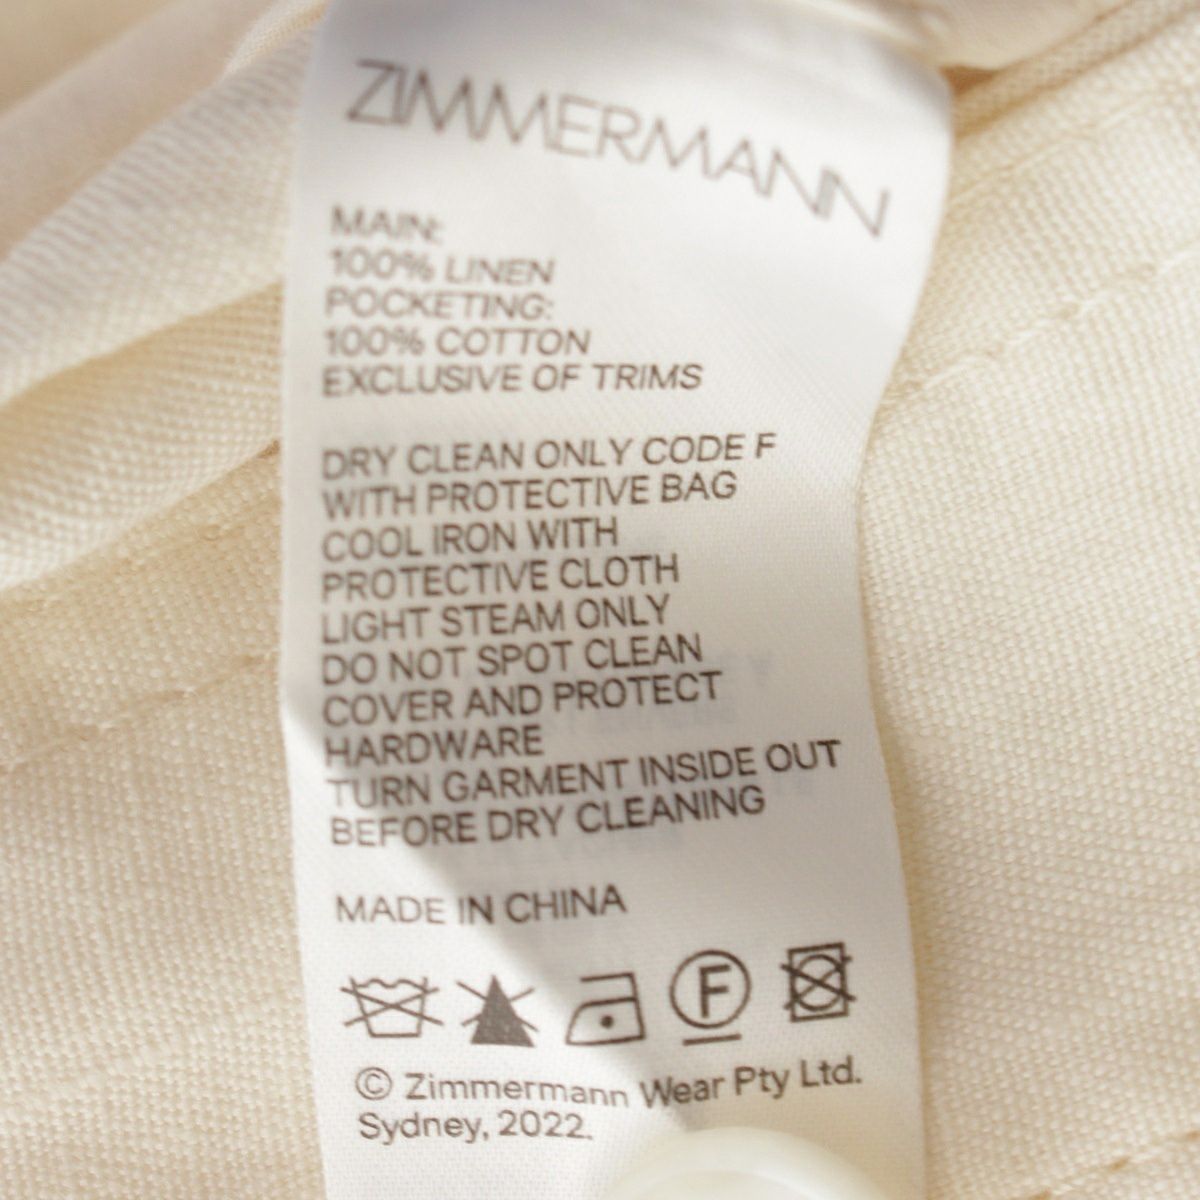 ZIMMERMANN
MAIN:
100% LINEN
POCKETING:
100% COTTON
EXCLUSIVE OF TRIMS
DRY CLEAN ONLY CODE F
WITH PROTECTIVE BAG
COOL IRON WITH
PROTECTIVE CLOTH
LIGHT STEAM ONLY
DO NOT SPOT CLEAN
COVER AND PROTECT
HARDWARE
TURN GARMENT INSIDE OUT
BEFORE DRY CLEANING
MADE IN CHINA
F
© Zimmermann Wear Pty Ltd.
Sydney, 2022.